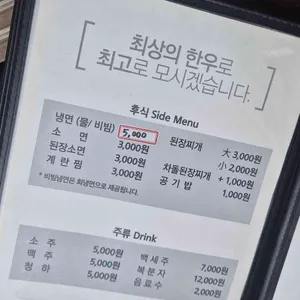 최상의 한우로
최고로 모시겠습니다.
후식 Side Menu
냉면 (물/ 비빔) 5,000
소 면 3,000원
된장소면 3,000원
계 란 찜 3,000원
된장찌개 大 3,000원
小 2,000원
차돌된장찌개 + 1,000원
공 기 밥 1,000원
* 비빔냉면은 회냉면으로 제공됩니다.
주류 Drink
소 주 5,000원
맥 주 5,000원
청 하 5,000원
백 세 주 7,000원
복 분 자 12,000원
음 료 수 2,000원